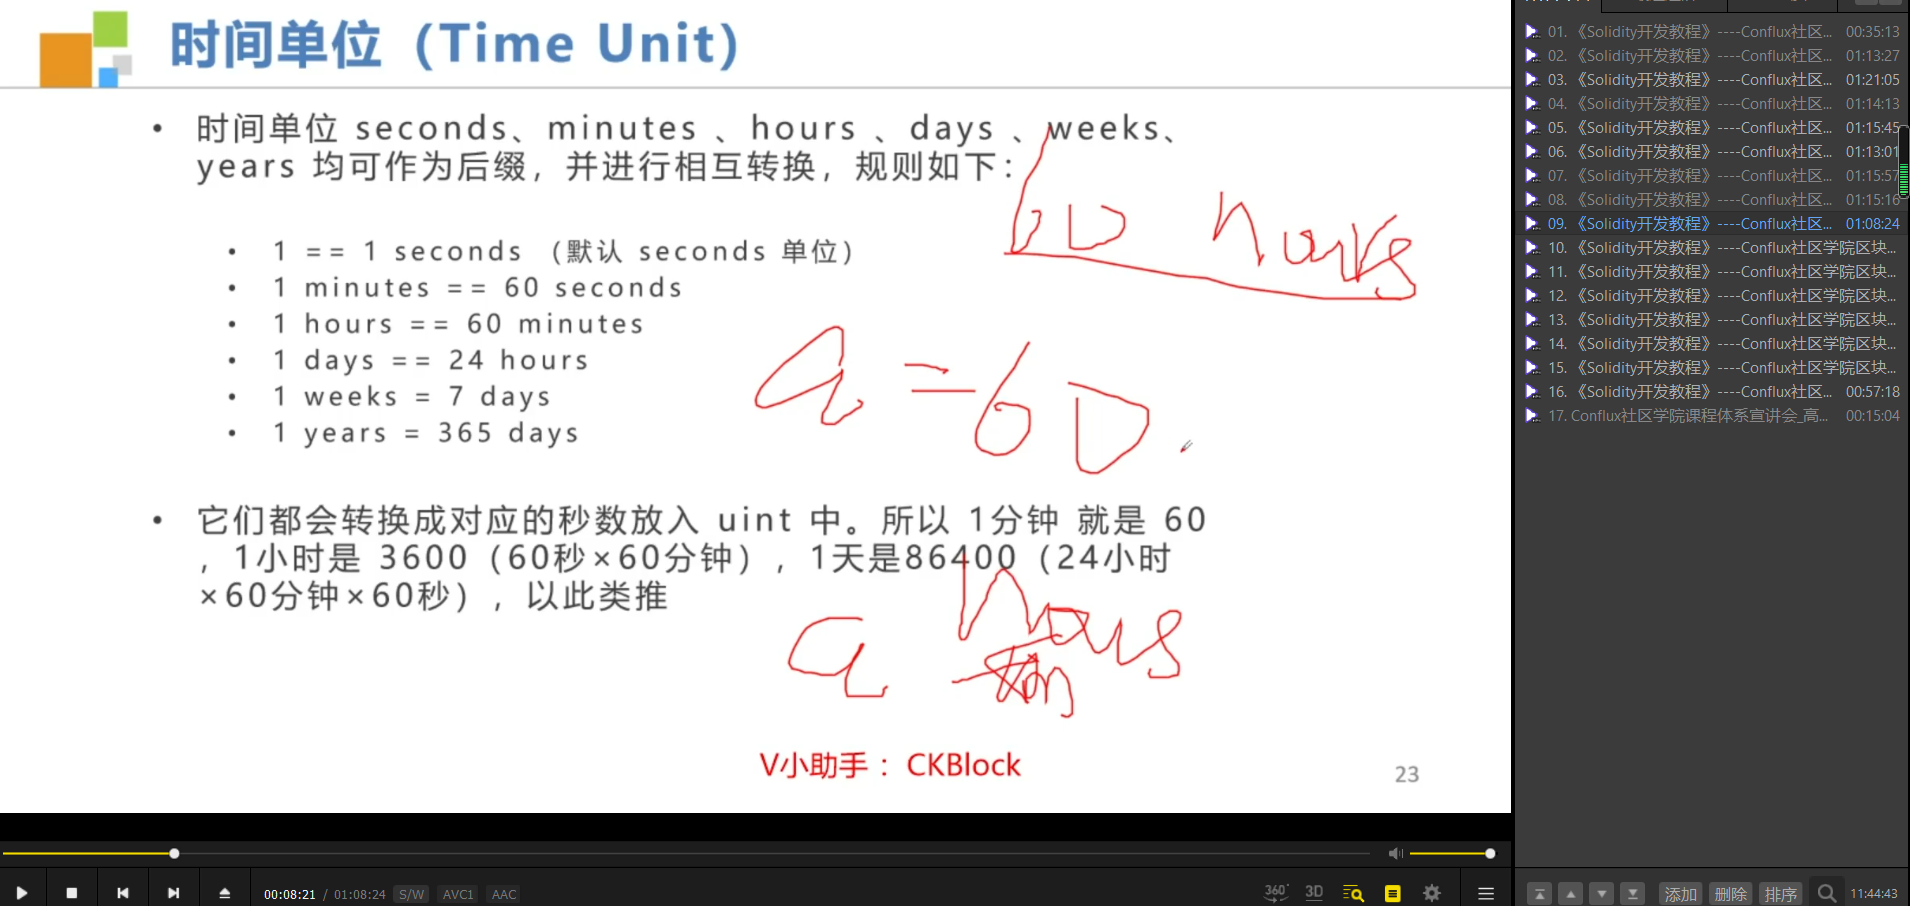 时间单位（Time Unit）
• 时间单位 seconds、minutes 、hours 、days 、weeks、
years 均可作为后缀，并进行相互转换，规则如下：
60 hours
• 1 == 1 seconds （默认 seconds 单位）
• 1 minutes == 60 seconds
• 1 hours == 60 minutes
• 1 days == 24 hours
• 1 weeks = 7 days
• 1 years = 365 days
a = 60
• 它们都会转换成对应的秒数放入 uint 中。所以 1分钟 就是 60
，1小时是 3600（60秒×60分钟），1天是86400（24小时
×60分钟×60秒），以此类推
a hours
V小助手： CKBlock
23
01. 《Solidity开发教程》----Conflux社区... 00:35:13
02. 《Solidity开发教程》----Conflux社区... 01:13:27
03. 《Solidity开发教程》----Conflux社区... 01:21:05
04. 《Solidity开发教程》----Conflux社区... 01:14:13
05. 《Solidity开发教程》----Conflux社区... 01:15:45
06. 《Solidity开发教程》----Conflux社区... 01:13:01
07. 《Solidity开发教程》----Conflux社区... 01:15:57
08. 《Solidity开发教程》----Conflux社区... 01:15:16
09. 《Solidity开发教程》----Conflux社区... 01:08:24
10. 《Solidity开发教程》----Conflux社区学院区块...
11. 《Solidity开发教程》----Conflux社区学院区块...
12. 《Solidity开发教程》----Conflux社区学院区块...
13. 《Solidity开发教程》----Conflux社区学院区块...
14. 《Solidity开发教程》----Conflux社区学院区块...
15. 《Solidity开发教程》----Conflux社区学院区块...
16. 《Solidity开发教程》----Conflux社区... 00:57:18
17. Conflux社区学院课程体系宣讲会_高... 00:15:04
00:08:21 / 01:08:24 S/W AVC1 AAC
360° 3D
添加 删除 排序 11:44:43